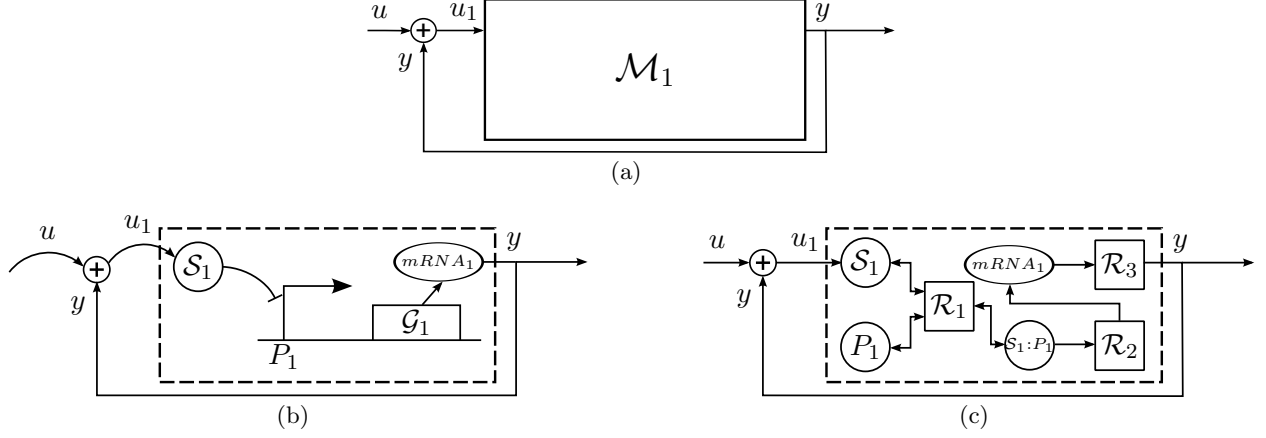 u
+
u₁
y
y
ℳ₁
(a)
u
+
u₁
y
𝒮₁
P₁
𝒢₁
mRNA₁
y
(b)
u
+
u₁
y
𝒮₁
P₁
ℛ₁
mRNA₁
𝒮₁:P₁
ℛ₂
ℛ₃
y
(c)